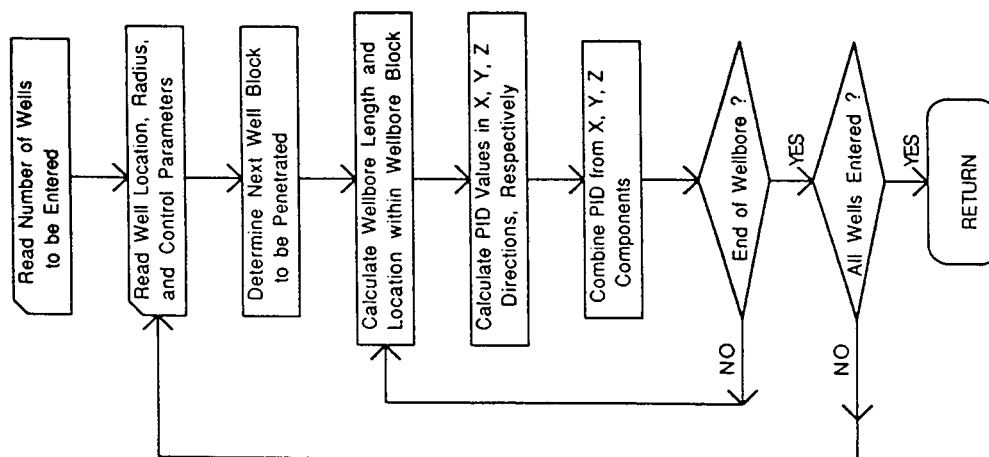 Read Number of Wells
to be Entered
Read Well Location, Radius,
and Control Parameters
Determine Next Well Block
to be Penetrated
Calculate Wellbore Length and
Location within Wellbore Block
Calculate PID Values in X, Y, Z
Directions, Respectively
Combine PID from X, Y, Z
Components
End of Wellbore ?
NO
YES
All Wells Entered ?
NO
YES
RETURN